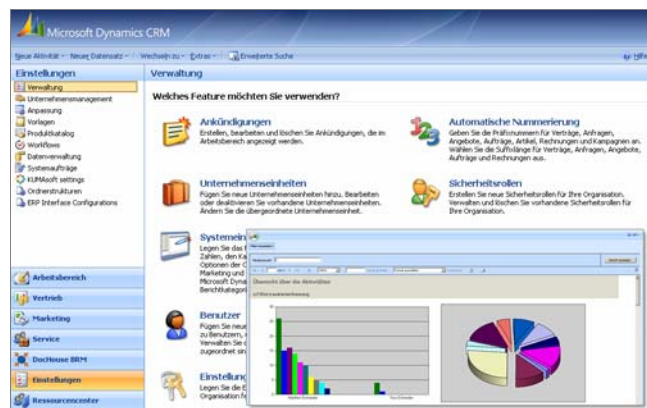 Microsoft Dynamics CRM
Neue Aktivität Neuer Datensatz Wechseln zu Extras Erweiterte Suche
Einstellungen
Verwaltung
Verwaltung
Unternehmensmanagement
Anpassung
Vorlagen
Produktkatalog
Workflows
Datenverwaltung
Systemaufträge
KUMAsoft settings
Ordnerstrukturen
ERP Interface Configurations
Arbeitsbereich
Vertrieb
Marketing
Service
DocHouse BRM
Einstellungen
Ressourcencenter
Welches Feature möchten Sie verwenden?
Ankündigungen
Erstellen, bearbeiten und löschen Sie Ankündigungen, die im
Arbeitsbereich angezeigt werden.
Automatische Nummerierung
Geben Sie die Präfixnummern für Verträge, Anfragen,
Angebote, Aufträge, Artikel, Rechnungen und Kampagnen an.
Wählen Sie die Suffixlänge für Verträge, Anfragen, Angebote,
Aufträge und Rechnungen aus.
Unternehmenseinheiten
Fügen Sie neue Unternehmenseinheiten hinzu. Bearbeiten
oder deaktivieren Sie vorhandene Unternehmenseinheiten.
Ändern Sie die übergeordnete Unternehmenseinheit.
Sicherheitsrollen
Erstellen Sie neue Sicherheitsrollen für Ihre Organisation.
Verwalten und löschen Sie vorhandene Sicherheitsrollen für
Ihre Organisation.
Systemein
Legen Sie das
Zahlen, den Ka
Optionen der
Marketing und
Microsoft Dyna
Berichtkategori
Benutzer
Fügen Sie neue
zu Benutzern,
Verwalten Sie
zugeordnet sin
Einstellung
Legen Sie die E
Organisation
Übersicht über die Aktivitäten